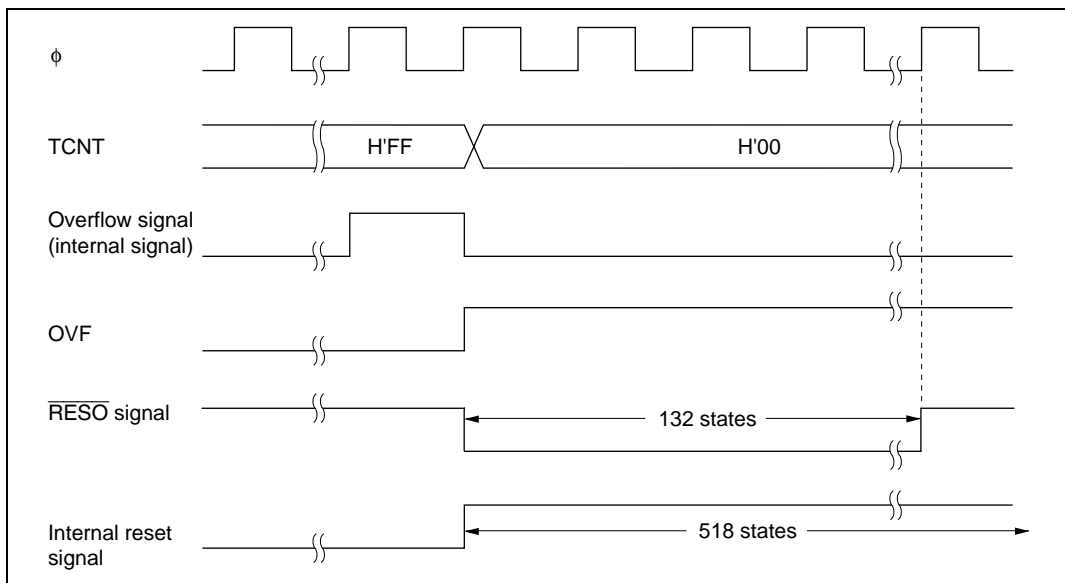 φ
TCNT
H'FF
H'00
Overflow signal
(internal signal)
OVF
RESO signal
132 states
Internal reset
signal
518 states